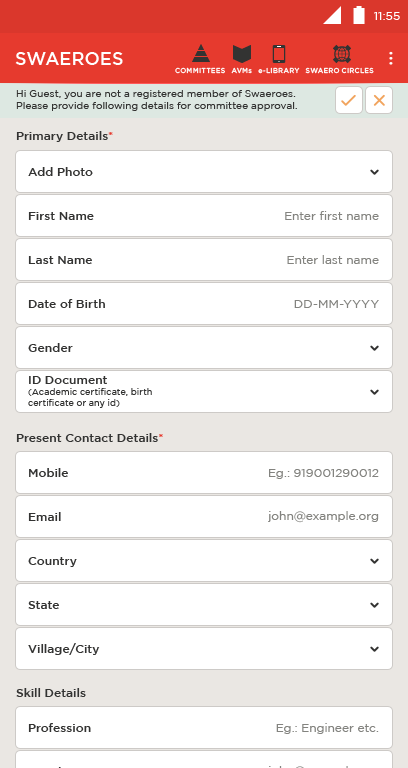 11:55
SWAEROES
COMMITTEES AVMs e-LIBRARY SWAERO CIRCLES
Hi Guest, you are not a registered member of Swaeroes.
Please provide following details for committee approval.
Primary Details*
Add Photo
First Name Enter first name
Last Name Enter last name
Date of Birth DD-MM-YYYY
Gender
ID Document
(Academic certificate, birth
certificate or any id)
Present Contact Details*
Mobile Eg.: 919001290012
Email john@example.org
Country
State
Village/City
Skill Details
Profession Eg.: Engineer etc.